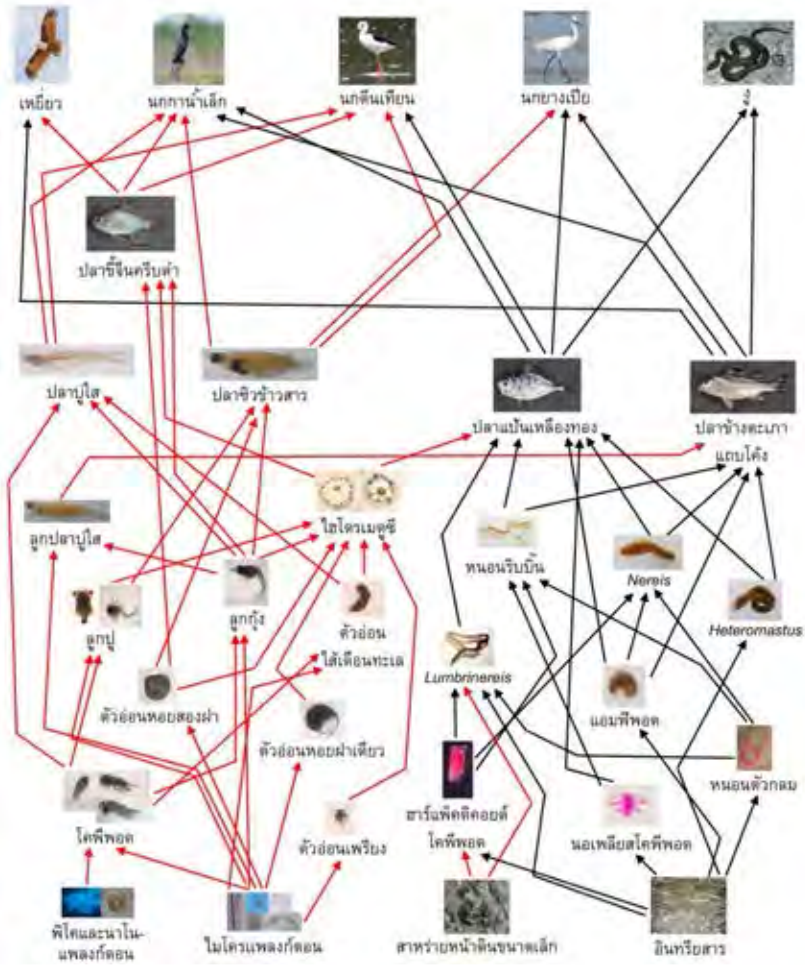 เหยี่ยว
นกกาน้ำเล็ก
นกตีนเทียน
นกยางเปีย
งู
ปลาขี้จีนครีบดำ
ปลาบู่ใส
ปลาซิวข้าวสาร
ปลาแป้นเหลืองทอง
ปลาข้างตะเภา
แถบโค้ง
ลูกปลาบู่ใส
ไฮโดรเมดูซี
หนอนริบบิ้น
Nereis
Heteromastus
ลูกปู
ลูกกุ้ง
ตัวอ่อน
ไส้เดือนทะเล
Lumbrinereis
แอมฟีพอด
ตัวอ่อนหอยสองฝา
ตัวอ่อนหอยฝาเดียว
หนอนตัวกลม
โคพีพอด
ตัวอ่อนเพรียง
ฮาร์แพ็คติคอยด์
โคพีพอด
นอเพลียสโคพีพอด
พิโคและนาโน-
แพลงก์ตอน
ไมโครแพลงก์ตอน
สาหร่ายหน้าดินขนาดเล็ก
อินทรียสาร